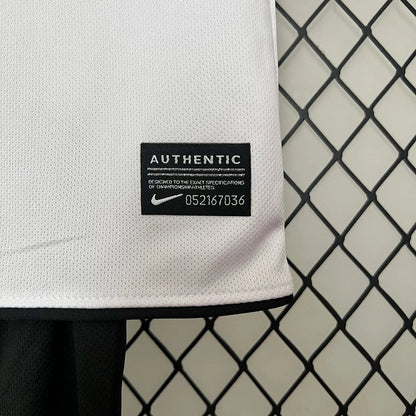 AUTHENTIC
DESIGNED TO THE EXACT SPECIFICATIONS
OF CHAMPIONSHIP ATHLETES
052167036